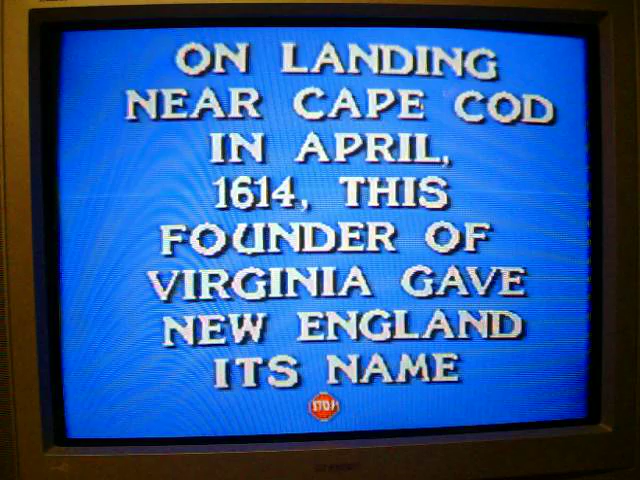 ON LANDING
NEAR CAPE COD
IN APRIL,
1614, THIS
FOUNDER OF
VIRGINIA GAVE
NEW ENGLAND
ITS NAME
STOP